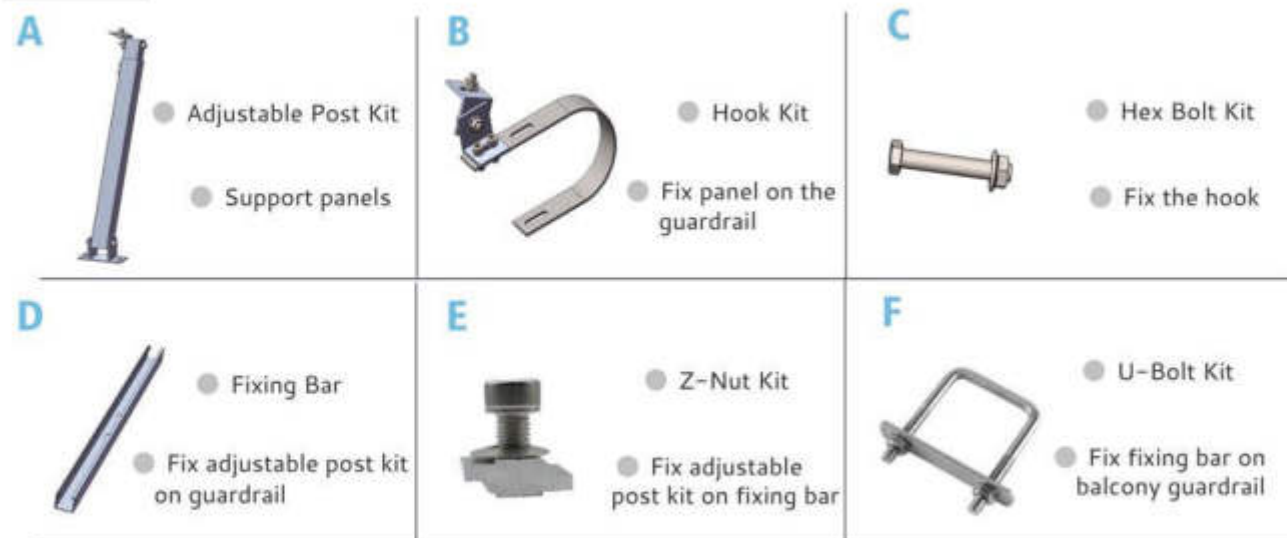 A
Adjustable Post Kit
Support panels
B
Hook Kit
Fix panel on the
guardrail
C
Hex Bolt Kit
Fix the hook
D
Fixing Bar
Fix adjustable post kit
on guardrail
E
Z-Nut Kit
Fix adjustable
post kit on fixing bar
F
U-Bolt Kit
Fix fixing bar on
balcony guardrail